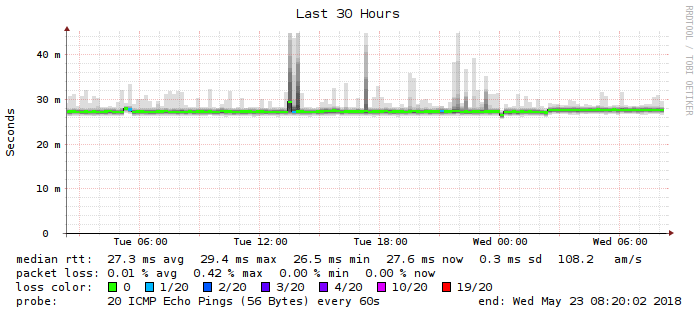 Last 30 Hours
RRDTOOL / TOBI OETIKER
Seconds
40 m
30 m
20 m
10 m
0
Tue 06:00 Tue 12:00 Tue 18:00 Wed 00:00 Wed 06:00
median rtt: 27.3 ms avg 29.4 ms max 26.5 ms min 27.6 ms now 0.3 ms sd 108.2 am/s
packet loss: 0.01 % avg 0.42 % max 0.00 % min 0.00 % now
loss color: 0 1/20 2/20 3/20 4/20 10/20 19/20
probe: 20 ICMP Echo Pings (56 Bytes) every 60s end: Wed May 23 08:20:02 2018